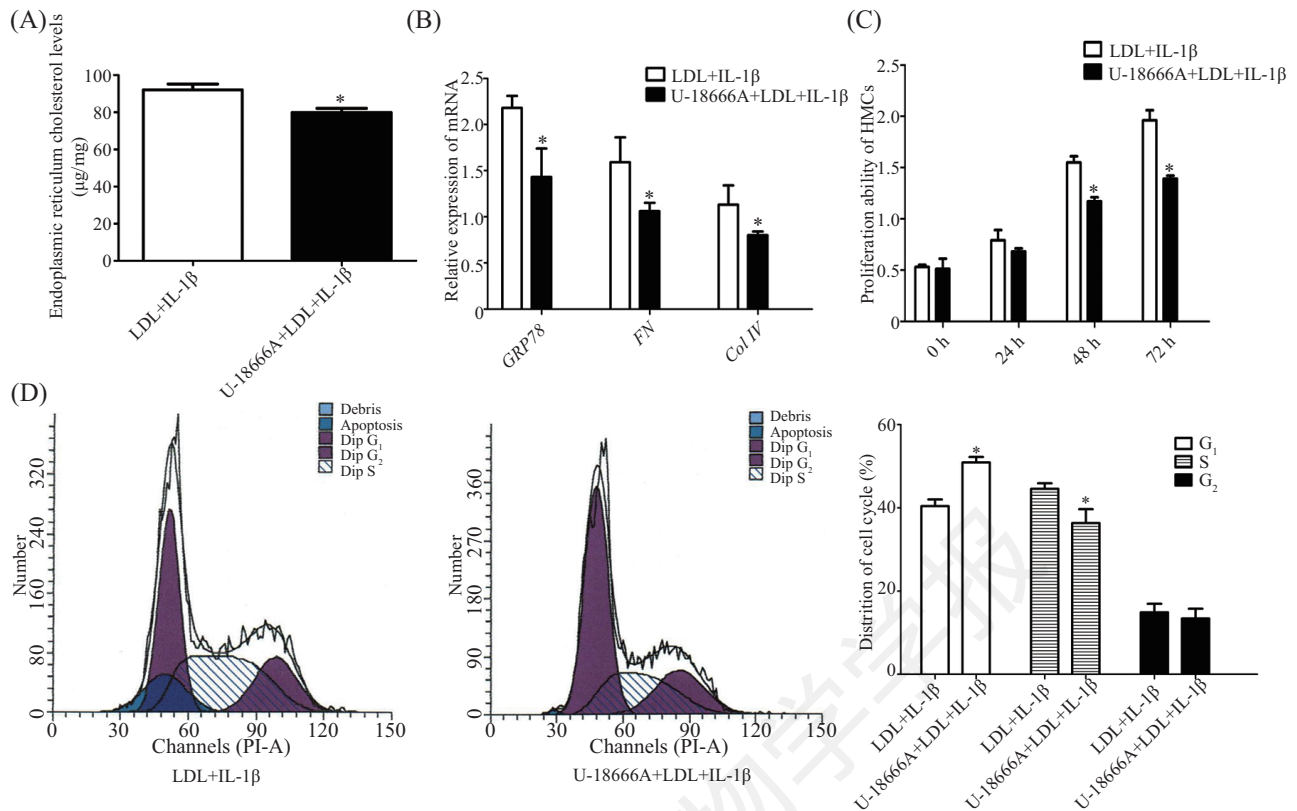 (A)
Endoplasmic reticulum cholesterol levels
(μg/mg)
100
80
60
40
20
0
*
LDL+IL-1β
U-18666A+LDL+IL-1β
(B)
LDL+IL-1β
U-18666A+LDL+IL-1β
Relative expression of mRNA
2.5
2.0
1.5
1.0
0.5
0.0
*
*
*
GRP78
FN
Col IV
(C)
LDL+IL-1β
U-18666A+LDL+IL-1β
Proliferation ability of HMCs
2.5
2.0
1.5
1.0
0.5
0.0
*
*
0 h
24 h
48 h
72 h
(D)
Debris
Apoptosis
Dip G1
Dip G2
Dip S
Number
320
240
160
80
0
0
30
60
90
120
150
Channels (PI-A)
LDL+IL-1β
Debris
Apoptosis
Dip G1
Dip G2
Dip S
Number
360
270
180
90
0
0
30
60
90
120
150
Channels (PI-A)
U-18666A+LDL+IL-1β
G1
S
G2
Distrition of cell cycle (%)
60
40
20
0
*
*
LDL+IL-1β
U-18666A+LDL+IL-1β
LDL+IL-1β
U-18666A+LDL+IL-1β
LDL+IL-1β
U-18666A+LDL+IL-1β
物学学报